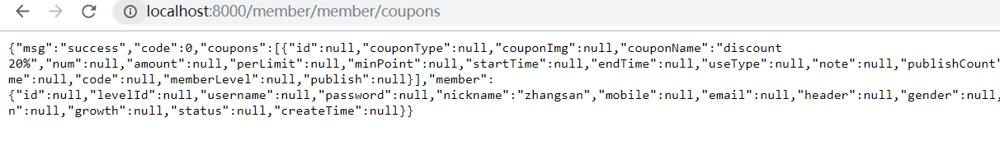 localhost:8000/member/member/coupons
{"msg":"success","code":0,"coupons":[{"id":null,"couponType":null,"couponImg":null,"couponName":"discount
20%","num":null,"amount":null,"perLimit":null,"minPoint":null,"startTime":null,"endTime":null,"useType":null,"note":null,"publishCount"
me":null,"code":null,"memberLevel":null,"publish":null}],"member":
{"id":null,"levelId":null,"username":null,"password":null,"nickname":"zhangsan","mobile":null,"email":null,"header":null,"gender":null,
n":null,"growth":null,"status":null,"createTime":null}}